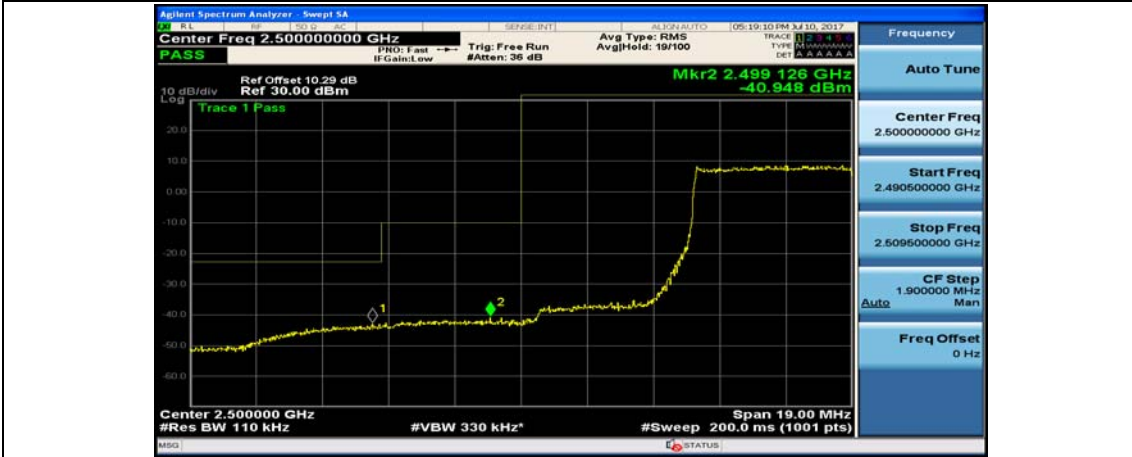 Agilent Spectrum Analyzer - Swept SA
RL RF 50 Ω AC SENSE:INT ALIGN AUTO 05:19:10 PM Jul 10, 2017
Center Freq 2.500000000 GHz
PASS
PNO: Fast
IFGain:Low
Trig: Free Run
#Atten: 36 dB
Avg Type: RMS
Avg|Hold: 19/100
TRACE 1 2 3 4 5 6
TYPE M
DET A A A A A A
Frequency
Ref Offset 10.29 dB
Ref 30.00 dBm
10 dB/div
Log
Mkr2 2.499 126 GHz
-40.948 dBm
Trace 1 Pass
20.0
10.0
0.00
-10.0
-20.0
-30.0
-40.0
-50.0
-60.0
1
2
Center 2.500000 GHz
Span 19.00 MHz
#Res BW 110 kHz
#VBW 330 kHz*
#Sweep 200.0 ms (1001 pts)
MSG
STATUS
Auto Tune
Center Freq
2.500000000 GHz
Start Freq
2.490500000 GHz
Stop Freq
2.509500000 GHz
CF Step
1.900000 MHz
Auto Man
Freq Offset
0 Hz